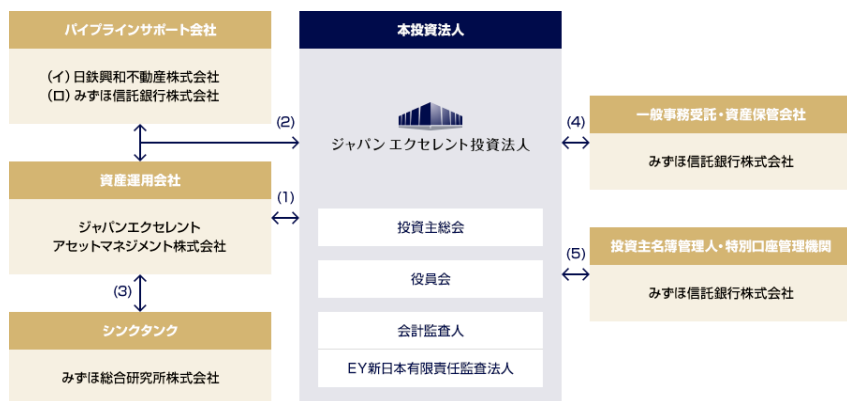 パイプラインサポート会社
(イ)日鉄興和不動産株式会社
(ロ)みずほ信託銀行株式会社
資産運用会社
ジャパンエクセレント
アセットマネジメント株式会社
(3)
シンクタンク
みずほ総合研究所株式会社
(2)
(1)
本投資法人
ジャパンエクセレント投資法人
投資主総会
役員会
会計監査人
EY新日本有限責任監査法人
(4)
一般事務受託・資産保管会社
みずほ信託銀行株式会社
(5)
投資主名簿管理人・特別口座管理機関
みずほ信託銀行株式会社